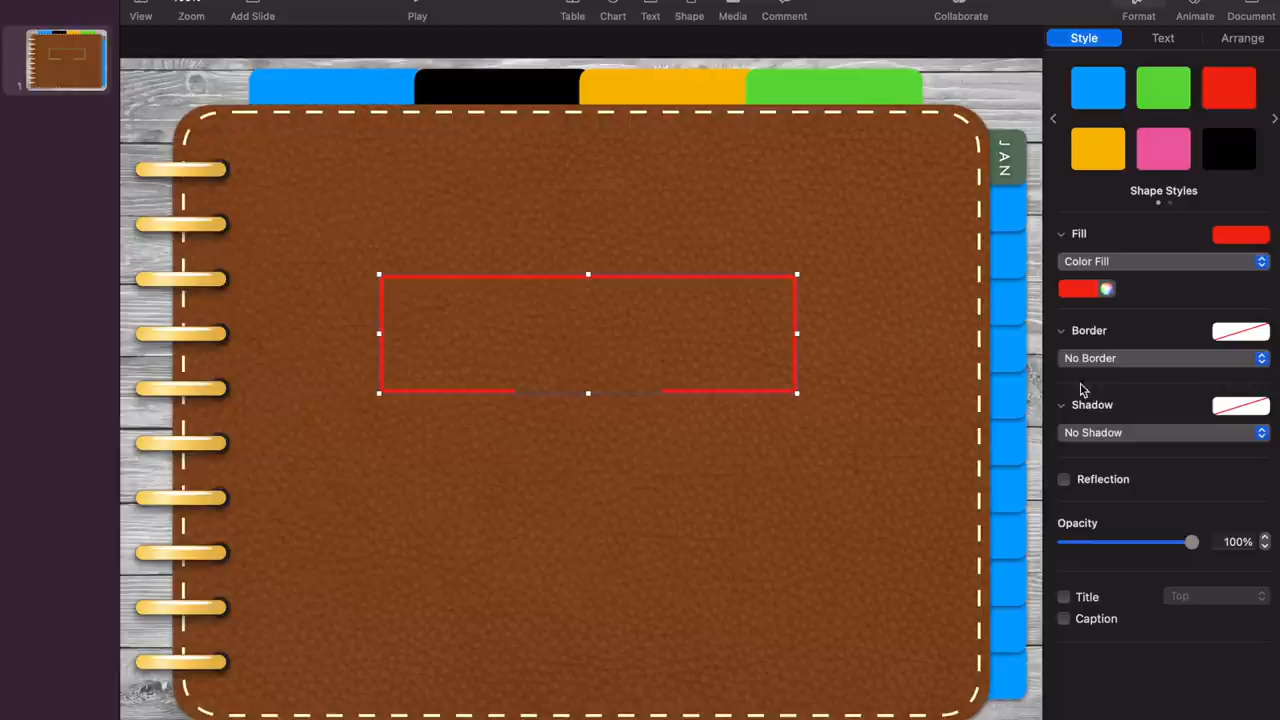 View
Zoom
Add Slide
Play
Table
Chart
Text
Shape
Media
Comment
Collaborate
Format
Animate
Document
Style
Text
Arrange
1
JAN
Shape Styles
Fill
Color Fill
Border
No Border
Shadow
No Shadow
Reflection
Opacity
100%
Title
Top
Caption